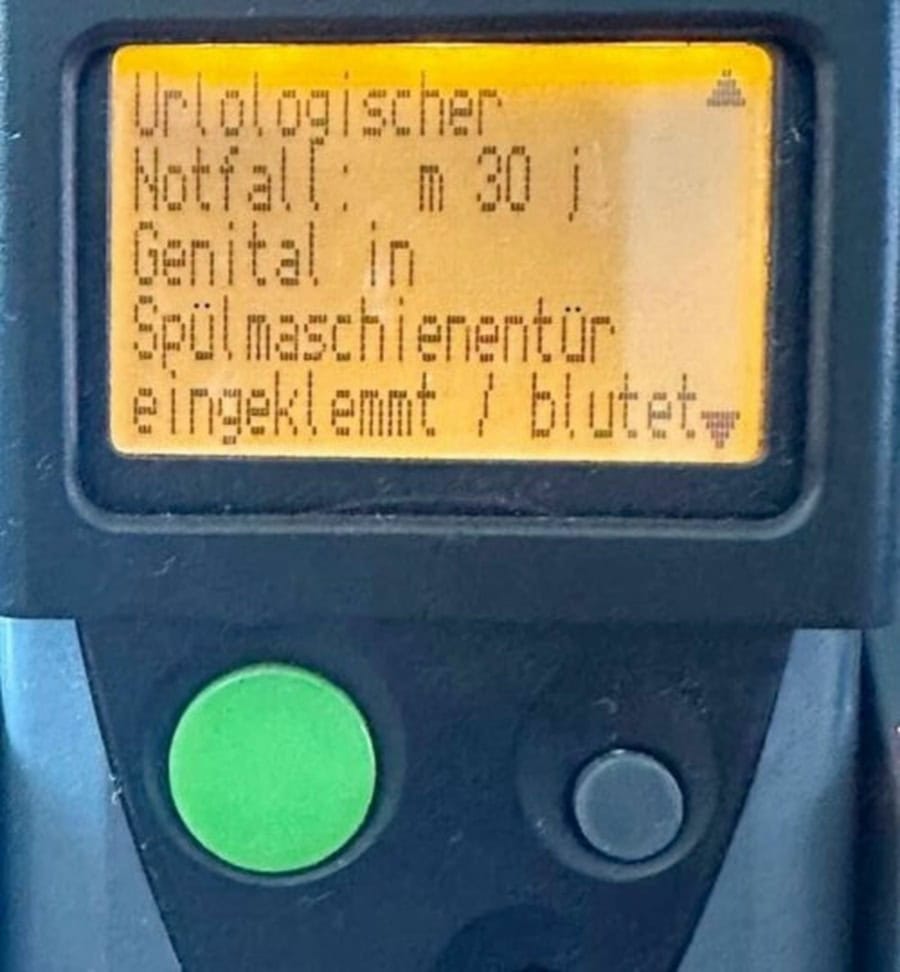 Urlologischer
Notfall: m 30 j
Genital in
Spülmaschienentür
eingeklemmt / blutet